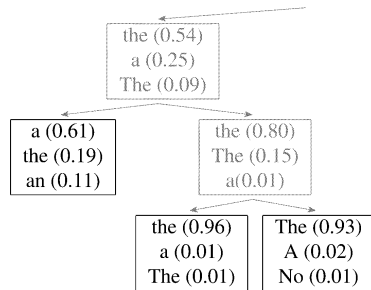 the (0.54)
a (0.25)
The (0.09)
a (0.61)
the (0.19)
an (0.11)
the (0.80)
The (0.15)
a(0.01)
the (0.96)
a (0.01)
The (0.01)
The (0.93)
A (0.02)
No (0.01)